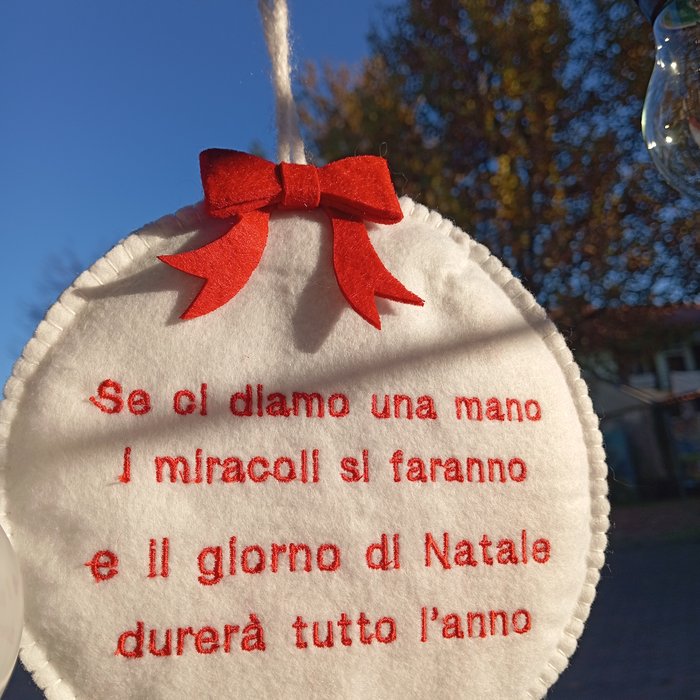 Se ci diamo una mano
i miracoli si faranno
e il giorno di Natale
durerà tutto l'anno